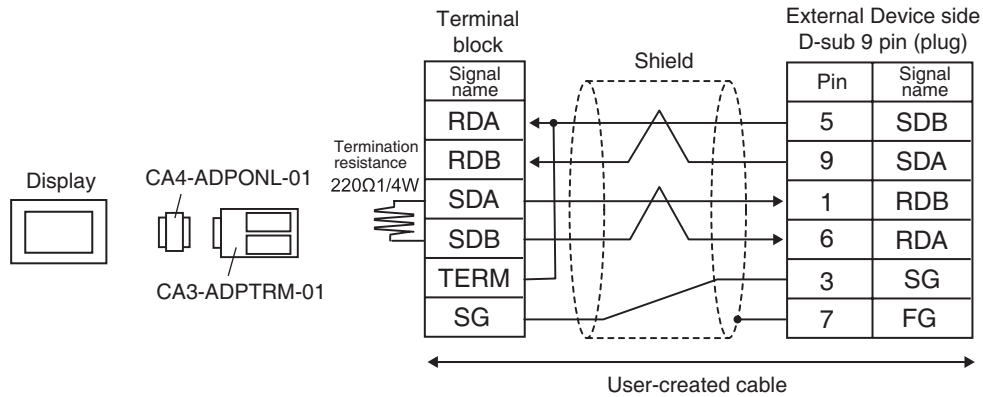 Display
CA4-ADPONL-01
CA3-ADPTRM-01
Termination
resistance
220Ω1/4W
Terminal
block
Signal
name
RDA
RDB
SDA
SDB
TERM
SG
Shield
External Device side
D-sub 9 pin (plug)
Pin
Signal
name
5 SDB
9 SDA
1 RDB
6 RDA
3 SG
7 FG
User-created cable